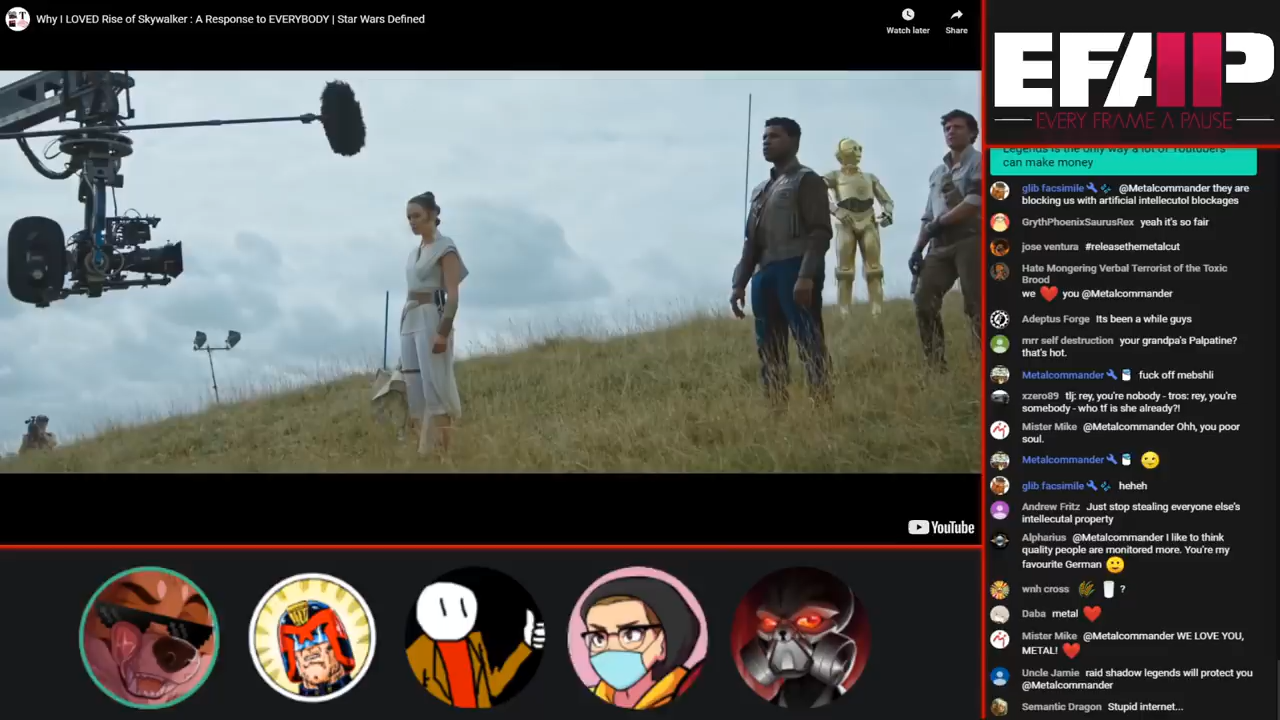 Why I LOVED Rise of Skywalker : A Response to EVERYBODY | Star Wars Defined
Watch later
Share
YouTube
EFAP
EVERY FRAME A PAUSE
Legends is the only way a lot of Youtubers
can make money
glib facsimile @Metalcommander they are
blocking us with artificial intellecutol blockages
GrythPhoenixSaurusRex yeah it's so fair
jose ventura #releasethemetalcut
Hate Mongering Verbal Terrorist of the Toxic
Brood
we ❤️ you @Metalcommander
Adeptus Forge Its been a while guys
mrr self destruction your grandpa's Palpatine?
that's hot.
Metalcommander fuck off mebshli
xzero89 tlj: rey, you're nobody - tros: rey, you're
somebody - who tf is she already?!
Mister Mike @Metalcommander Ohh, you poor
soul.
Metalcommander
glib facsimile heheh
Andrew Fritz Just stop stealing everyone else's
intellecutal property
Alpharius @Metalcommander I like to think
quality people are monitored more. You're my
favourite German 🙂
wnh cross 🌾 🥛 ?
Daba metal ❤️
Mister Mike @Metalcommander WE LOVE YOU,
METAL! ❤️
Uncle Jamie raid shadow legends will protect you
@Metalcommander
Semantic Dragon Stupid internet...